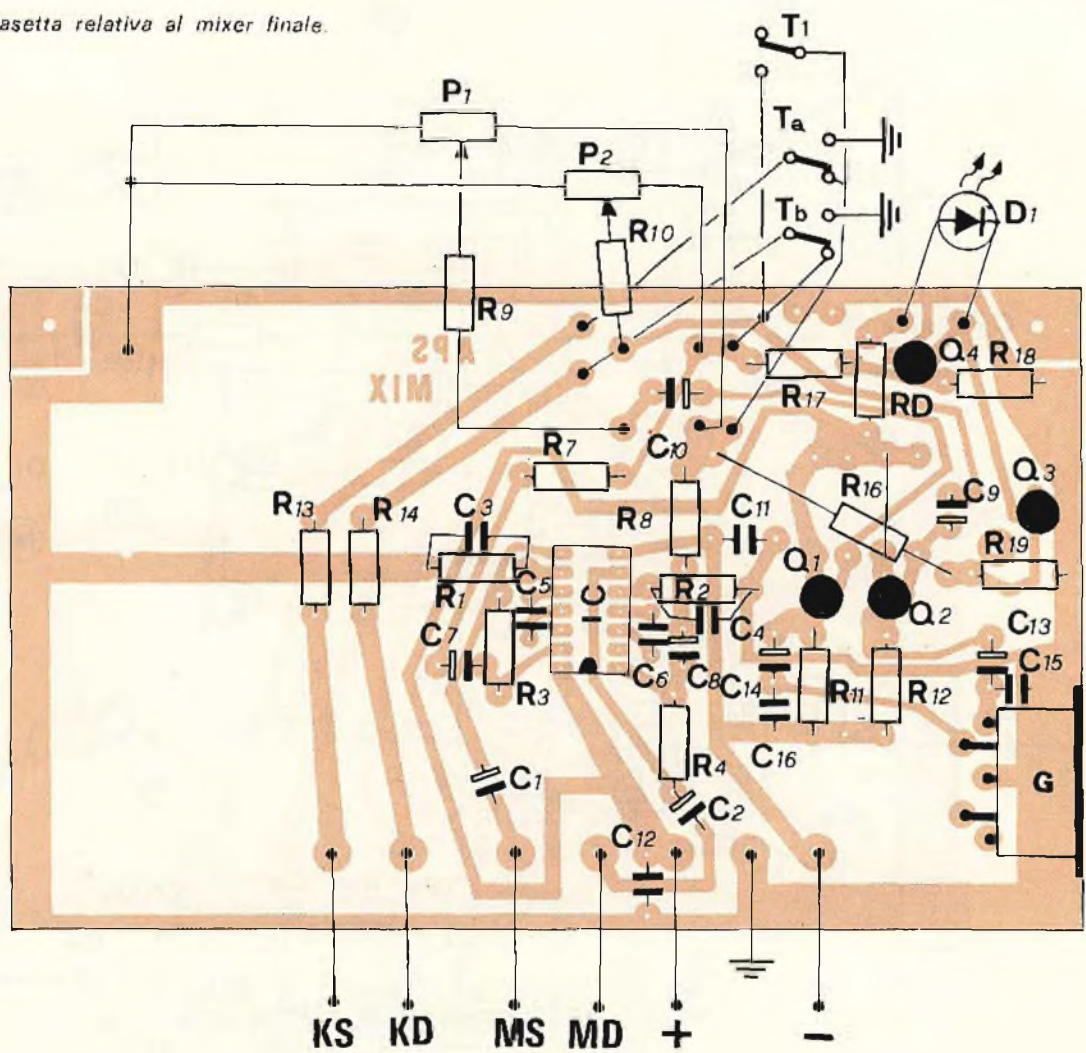 asetta relativa al mixer finale.
T1
P1
Ta
P2
Tb
D1
R10
R9
APS
MIX
Q4
R18
R17
RD
C10
R7
Q3
R16
C9
R13
R14
C3
R8
C11
R19
Q1
C5
IC
R2
R1
Q2
C7
C4
C13
C15
R3
C6
C8
C14
R11
R12
R4
C16
C1
C2
G
C12
KS KD MS MD + −